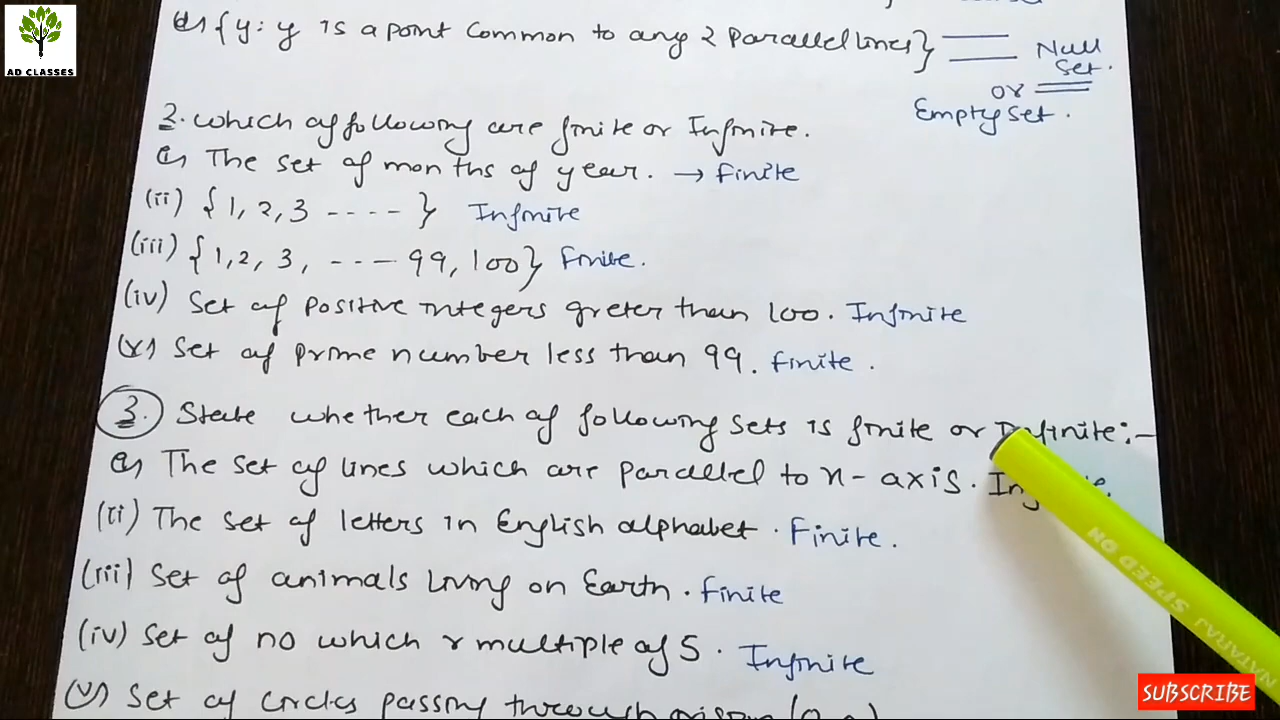 AD CLASSES
(d) {y: y is a point Common to any 2 Parallel lines}
Null
Set.
or
Empty Set.
2. Which of following are finite or Infinite.
(i) The set of months of year. → Finite
(ii) {1, 2, 3 ---- } Infinite
(iii) {1, 2, 3, --- 99, 100} Finite.
(iv) Set of positive integers greter than 100. Infinite
(v) Set of prime number less than 99. finite.
3. State whether each of following sets is finite or Infinite:-
(i) The set of lines which are parallel to x-axis.
(ii) The set of letters in English alphabet. Finite.
(iii) Set of animals living on Earth. finite
(iv) Set of no which r multiple of 5. Infinite
(v) Set of circles passing through
NATARAJ SPEED ON
SUBSCRIBE